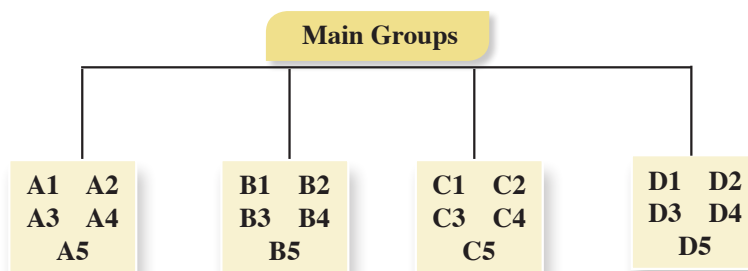 Main Groups
A1 A2
A3 A4
A5
B1 B2
B3 B4
B5
C1 C2
C3 C4
C5
D1 D2
D3 D4
D5